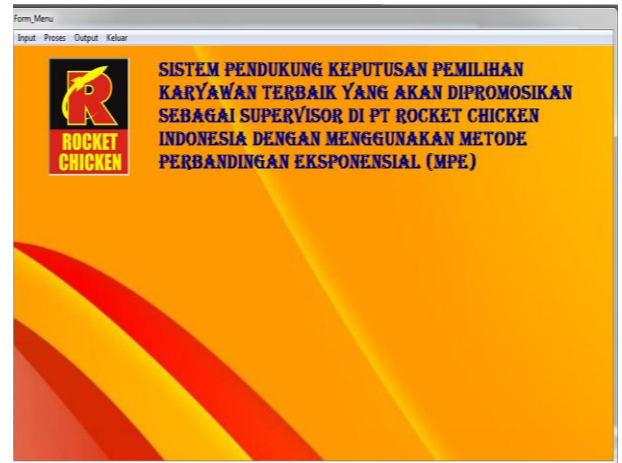 Form_Menu
Input Proses Output Keluar
SISTEM PENDUKUNG KEPUTUSAN PEMILIHAN
KARYAWAN TERBAIK YANG AKAN DIPROMOSIKAN
SEBAGAI SUPERVISOR DI PT ROCKET CHICKEN
INDONESIA DENGAN MENGGUNAKAN METODE
PERBANDINGAN EKSPONENSIAL (MPE)
R
ROCKET
CHICKEN